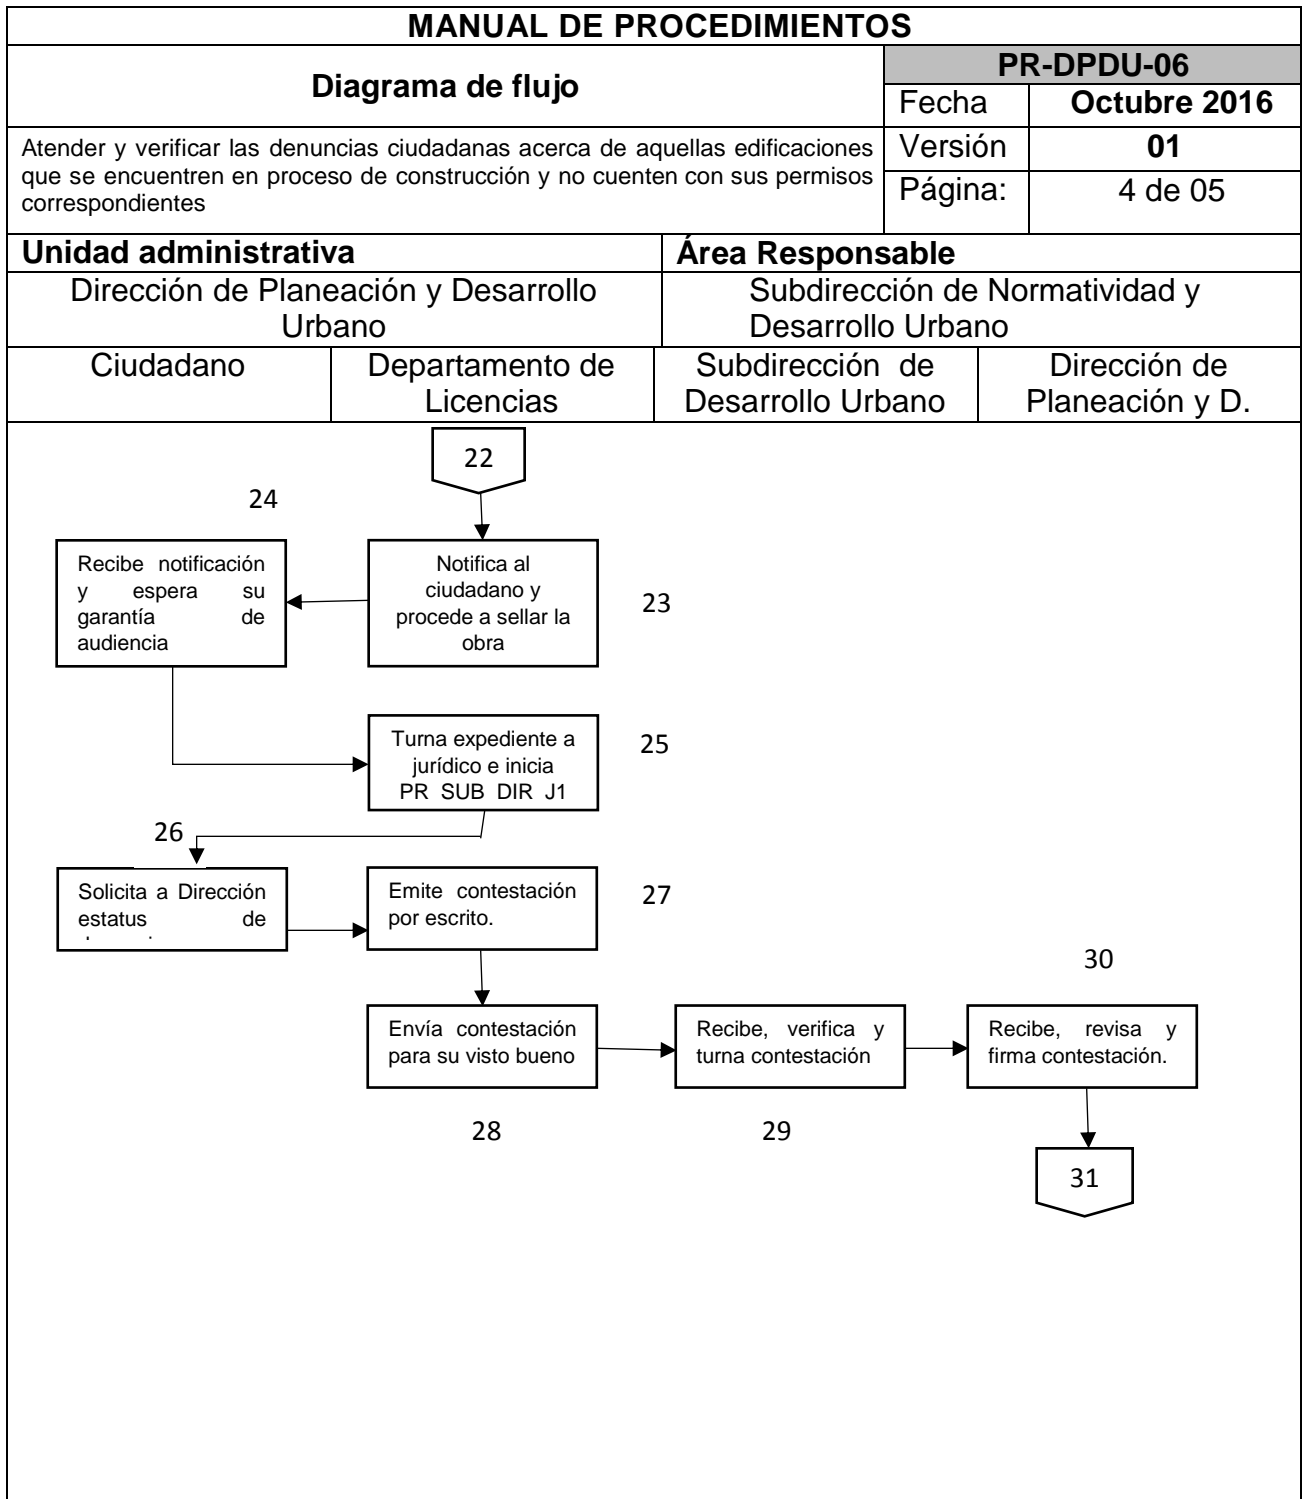 MANUAL DE PROCEDIMIENTOS
Diagrama de flujo
PR-DPDU-06
Fecha
Octubre 2016
Atender y verificar las denuncias ciudadanas acerca de aquellas edificaciones
que se encuentren en proceso de construcción y no cuenten con sus permisos
correspondientes
Versión
01
Página:
4 de 05
Unidad administrativa
Área Responsable
Dirección de Planeación y Desarrollo
Urbano
Subdirección de Normatividad y
Desarrollo Urbano
Ciudadano
Departamento de
Licencias
Subdirección de
Desarrollo Urbano
Dirección de
Planeación y D.
22
24
Recibe notificación
y espera su
garantía de
audiencia
Notifica al
ciudadano y
procede a sellar la
obra
23
Turna expediente a
jurídico e inicia
PR SUB DIR J1
25
26
Solicita a Dirección
estatus de
Emite contestación
por escrito.
27
30
Envía contestación
para su visto bueno
Recibe, verifica y
turna contestación
Recibe, revisa y
firma contestación.
28
29
31